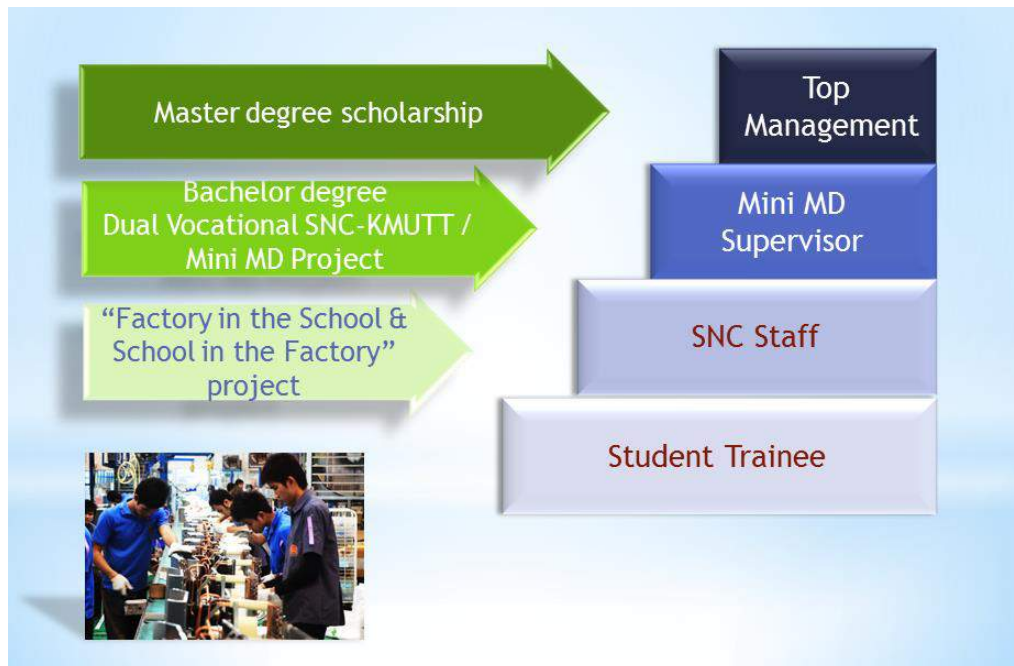 Master degree scholarship
Bachelor degree
Dual Vocational SNC-KMUTT /
Mini MD Project
“Factory in the School &
School in the Factory”
project
Top
Management
Mini MD
Supervisor
SNC Staff
Student Trainee